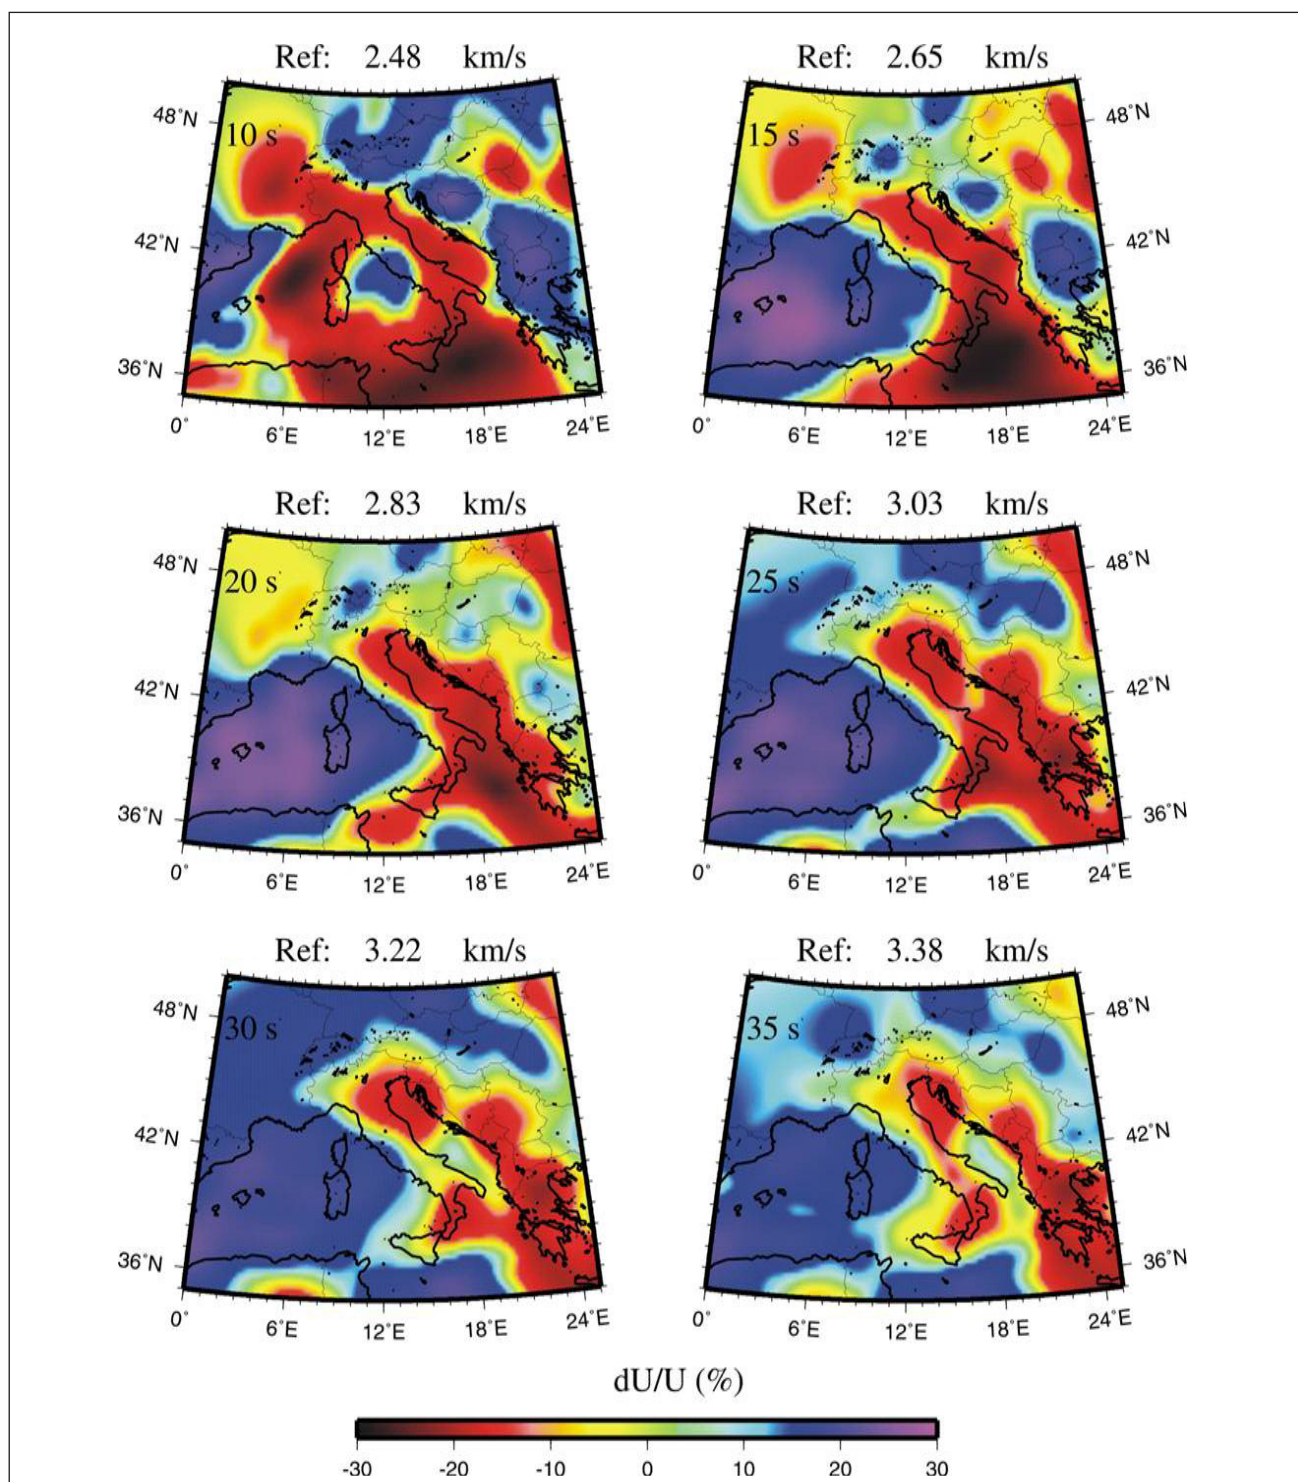 Ref: 2.48 km/s
Ref: 2.65 km/s
48°N
10 s
15 s
48°N
42°N
42°N
36°N
36°N
0° 6°E 12°E 18°E 24°E
0° 6°E 12°E 18°E 24°E
Ref: 2.83 km/s
Ref: 3.03 km/s
48°N
20 s
25 s
48°N
42°N
42°N
36°N
36°N
0° 6°E 12°E 18°E 24°E
0° 6°E 12°E 18°E 24°E
Ref: 3.22 km/s
Ref: 3.38 km/s
48°N
30 s
35 s
48°N
42°N
42°N
36°N
36°N
0° 6°E 12°E 18°E 24°E
0° 6°E 12°E 18°E 24°E
dU/U (%)
-30 -20 -10 0 10 20 30